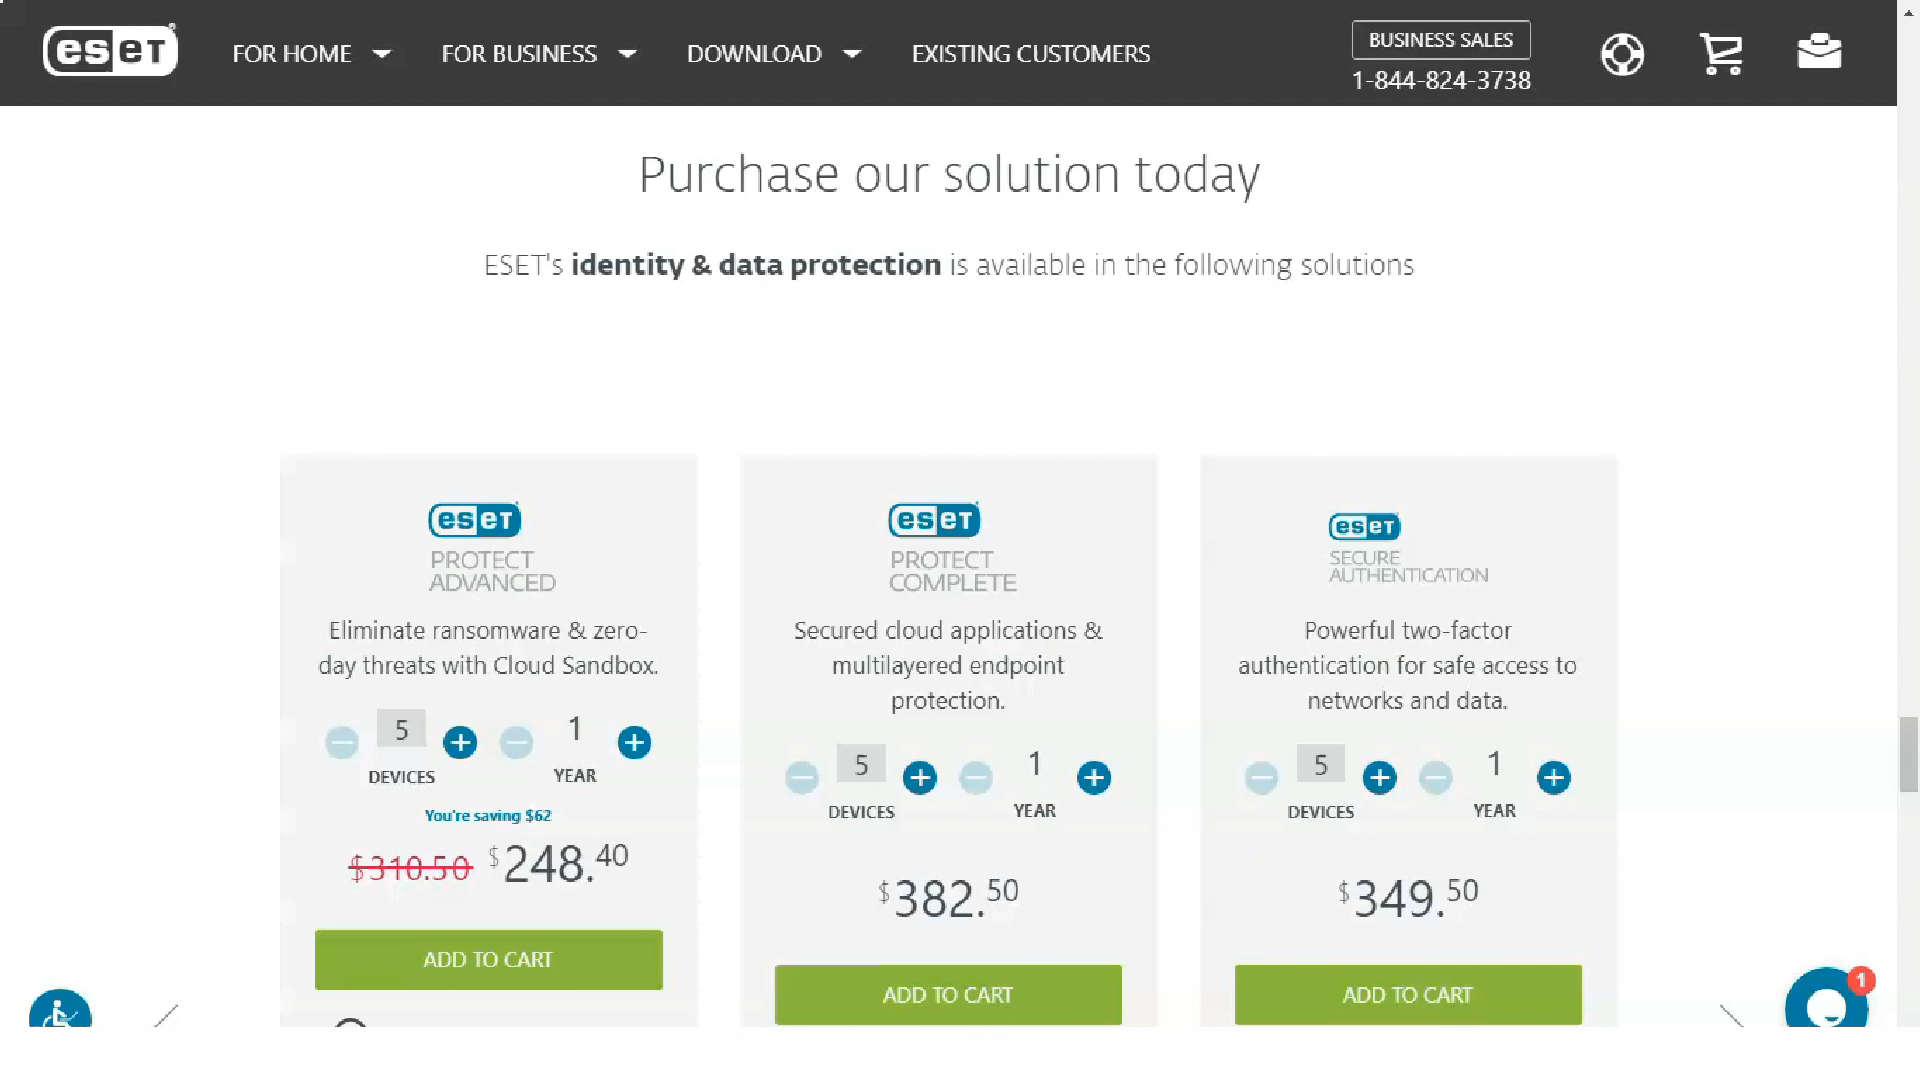 eset
FOR HOME
FOR BUSINESS
DOWNLOAD
EXISTING CUSTOMERS
BUSINESS SALES
1-844-824-3738
Purchase our solution today
ESET's identity & data protection is available in the following solutions
eset
PROTECT
ADVANCED
Eliminate ransomware & zero-
day threats with Cloud Sandbox.
5
DEVICES
1
YEAR
You're saving $62
$310.50 $248.40
ADD TO CART
eset
PROTECT
COMPLETE
Secured cloud applications &
multilayered endpoint
protection.
5
DEVICES
1
YEAR
$382.50
ADD TO CART
eset
SECURE
AUTHENTICATION
Powerful two-factor
authentication for safe access to
networks and data.
5
DEVICES
1
YEAR
$349.50
ADD TO CART
1